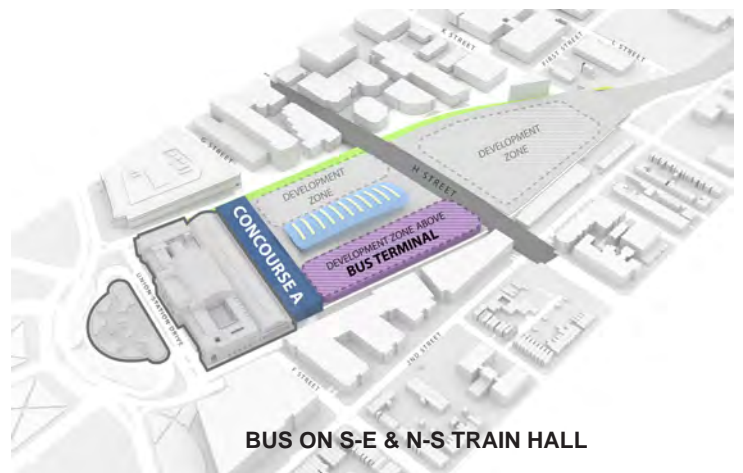 K STREET
FIRST STREET
L STREET
G STREET
DEVELOPMENT
ZONE
H STREET
DEVELOPMENT
ZONE
CONCOURSE A
DEVELOPMENT ZONE ABOVE
BUS TERMINAL
UNION STATION DRIVE
F STREET
2ND STREET
BUS ON S-E & N-S TRAIN HALL